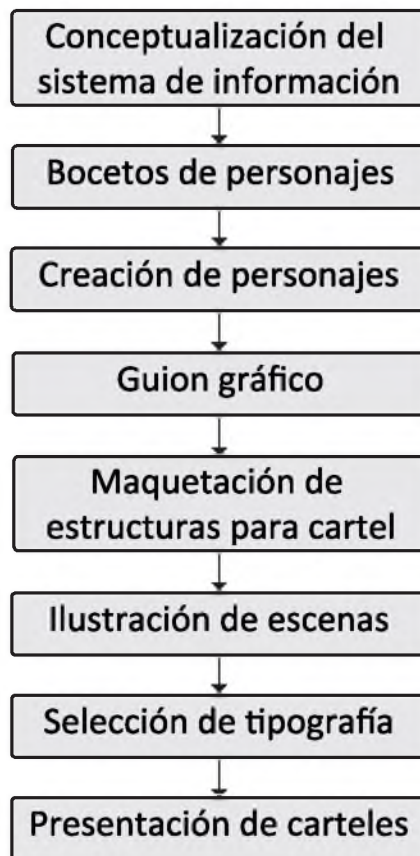 Conceptualización del
sistema de información
Bocetos de personajes
Creación de personajes
Guion gráfico
Maquetación de
estructuras para cartel
Ilustración de escenas
Selección de tipografía
Presentación de carteles